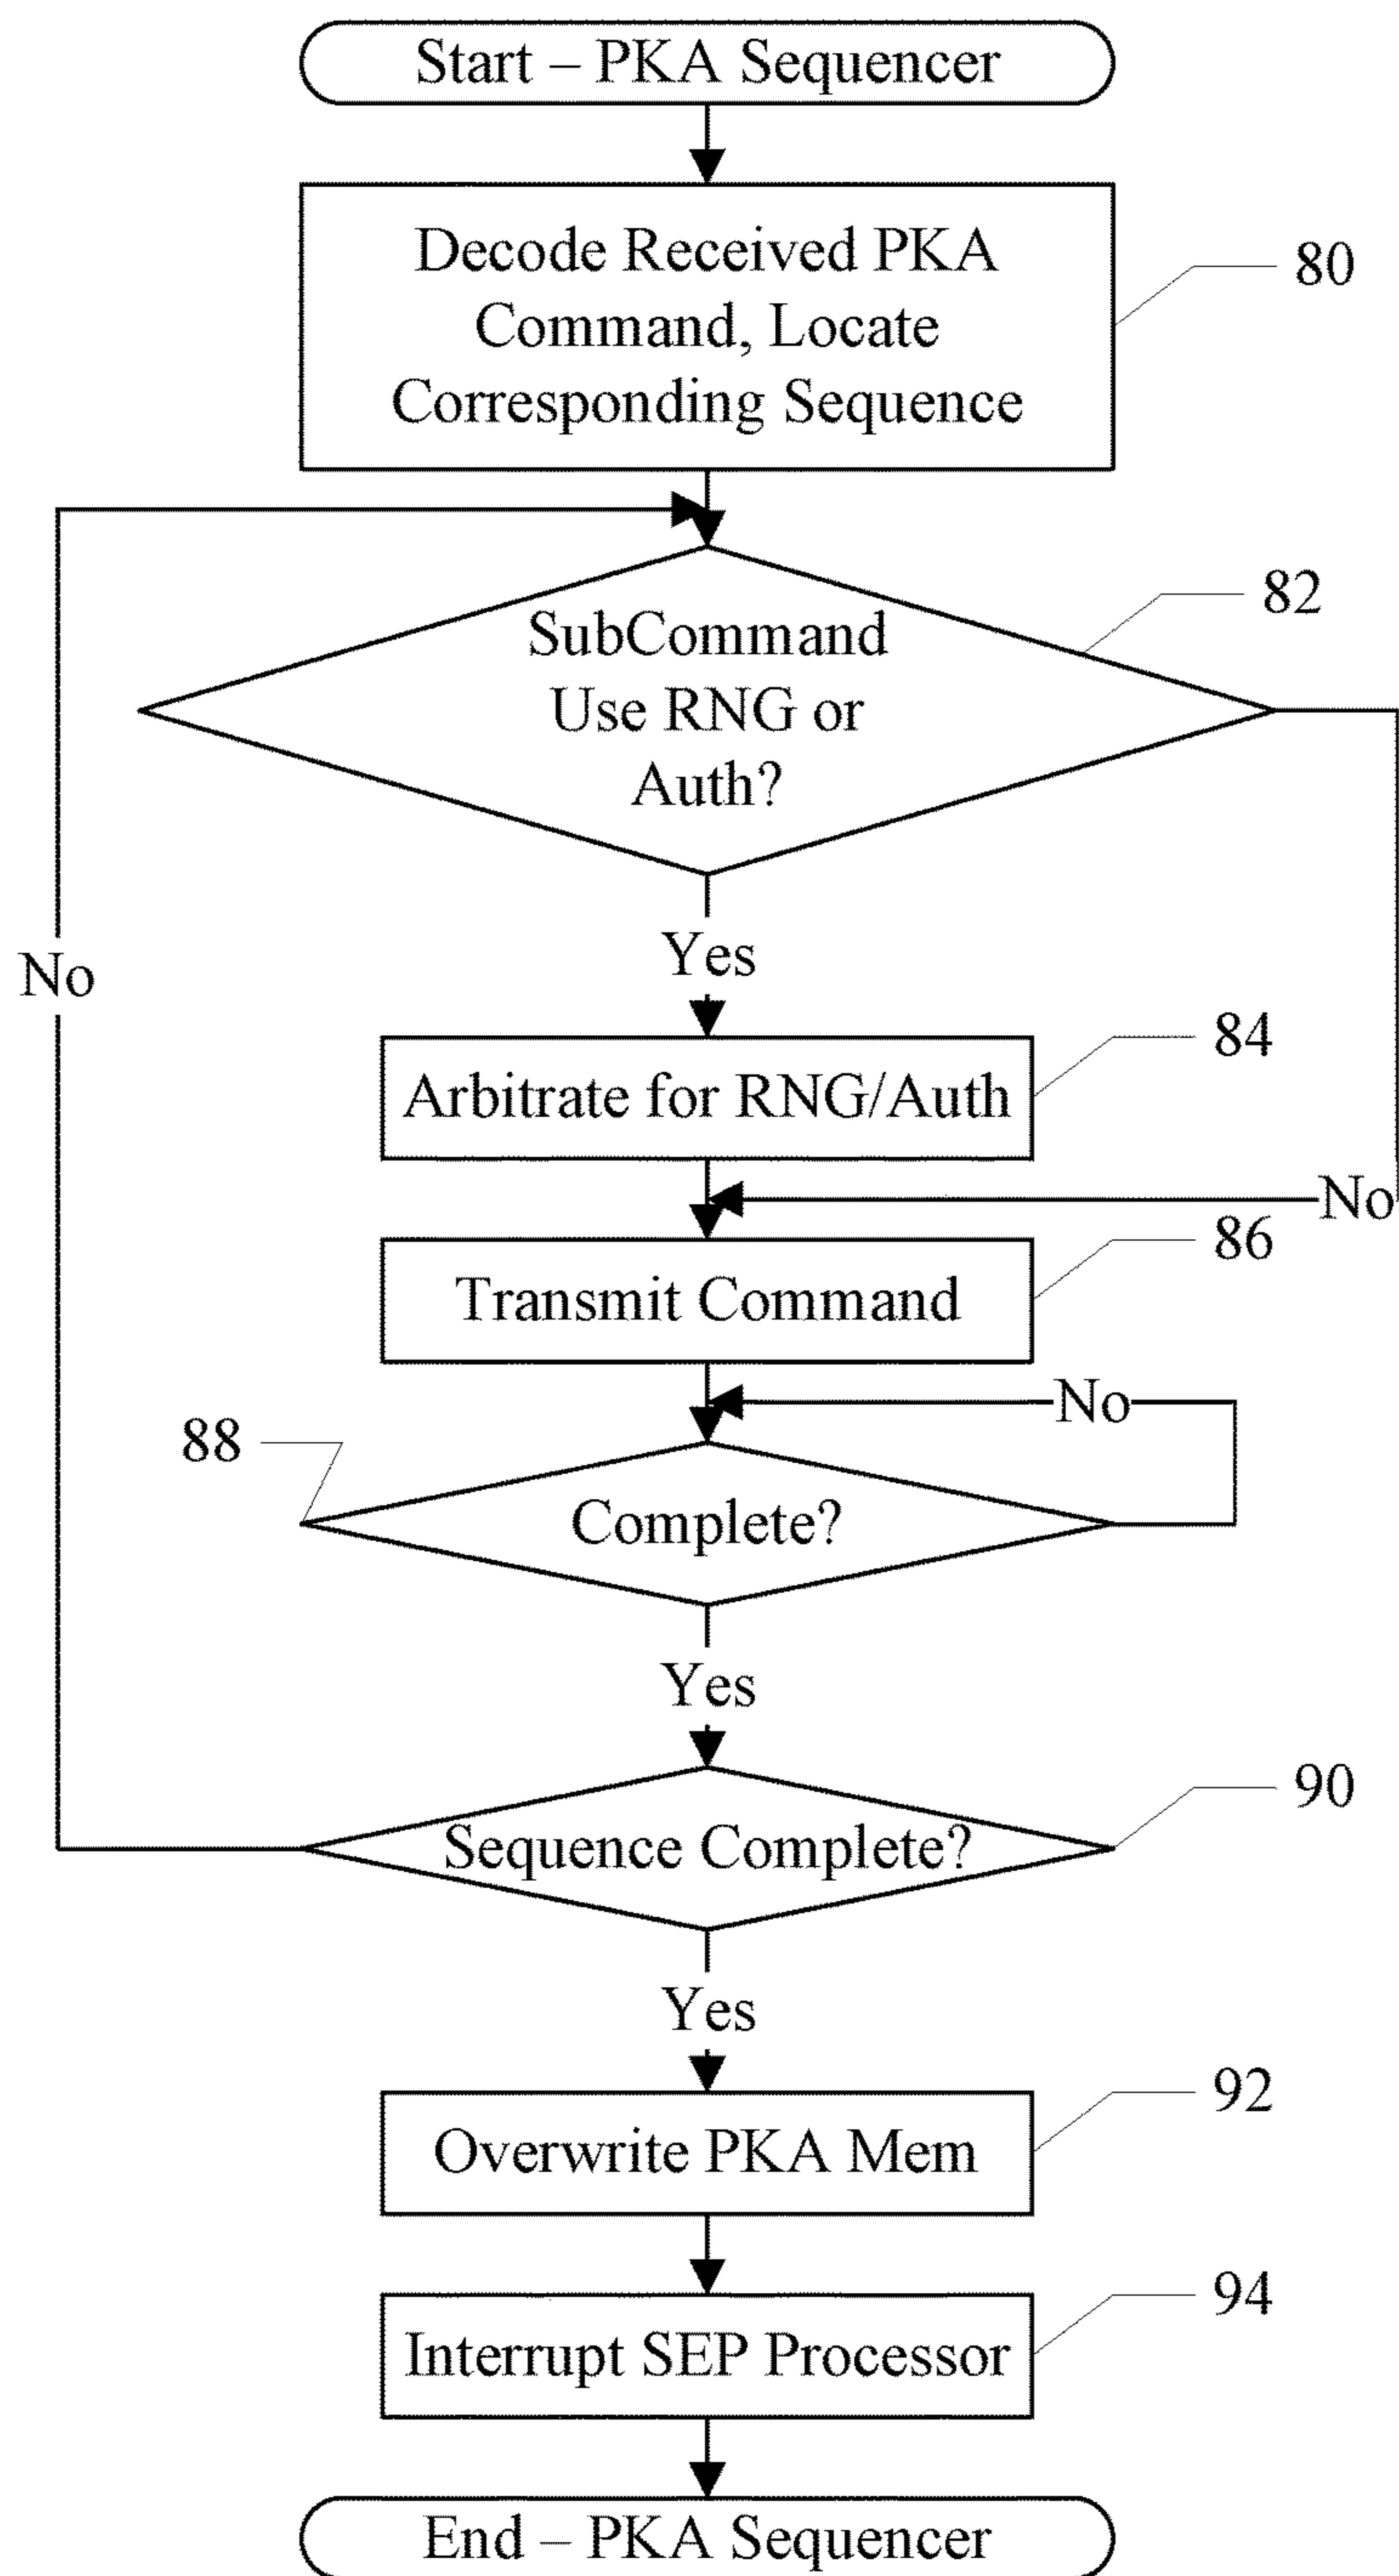 Start – PKA Sequencer
Decode Received PKA
Command, Locate
Corresponding Sequence
80
SubCommand
Use RNG or
Auth?
82
Yes
No
Arbitrate for RNG/Auth
84
No
Transmit Command
86
No
88
Complete?
Yes
Sequence Complete?
90
Yes
Overwrite PKA Mem
92
Interrupt SEP Processor
94
End – PKA Sequencer